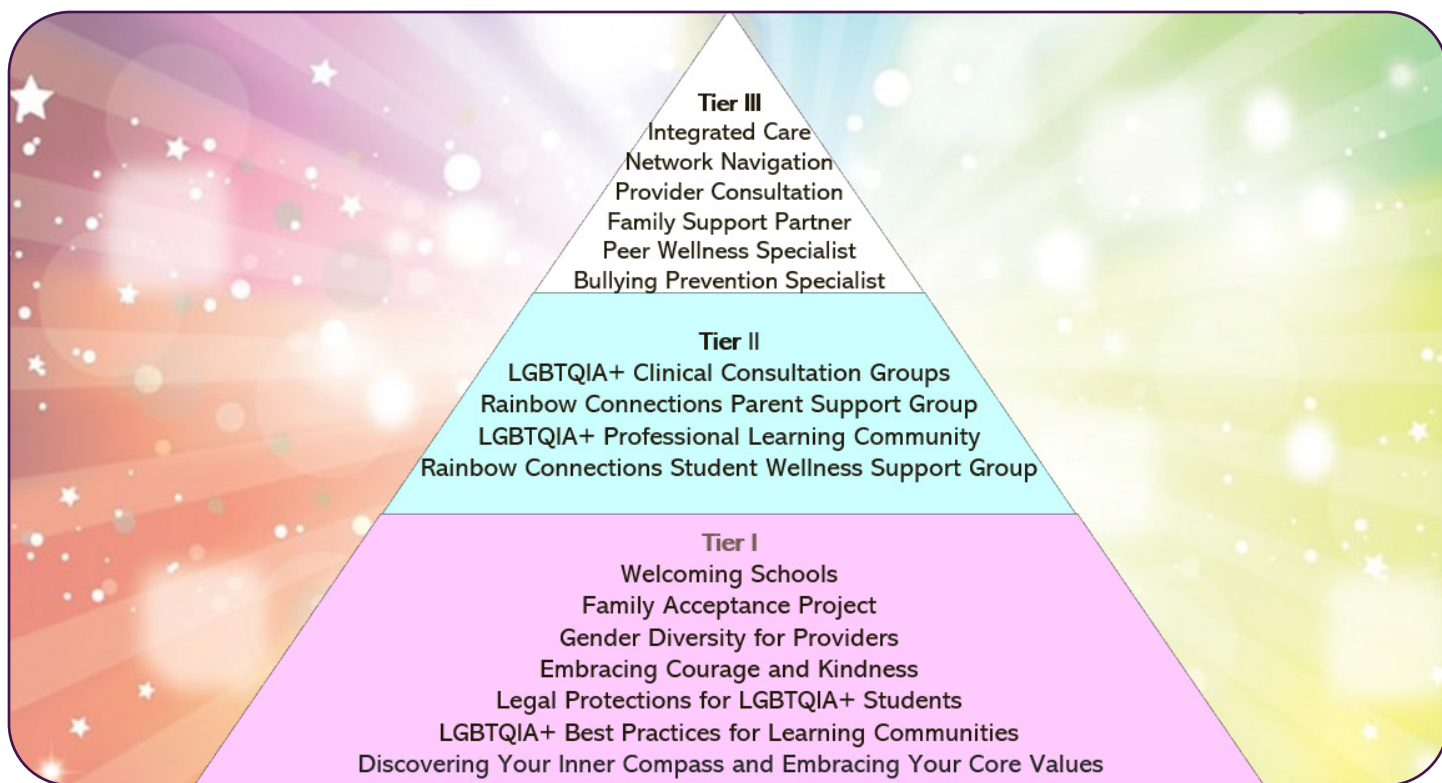 Tier III
Integrated Care
Network Navigation
Provider Consultation
Family Support Partner
Peer Wellness Specialist
Bullying Prevention Specialist
Tier II
LGBTQIA+ Clinical Consultation Groups
Rainbow Connections Parent Support Group
LGBTQIA+ Professional Learning Community
Rainbow Connections Student Wellness Support Group
Tier I
Welcoming Schools
Family Acceptance Project
Gender Diversity for Providers
Embracing Courage and Kindness
Legal Protections for LGBTQIA+ Students
LGBTQIA+ Best Practices for Learning Communities
Discovering Your Inner Compass and Embracing Your Core Values